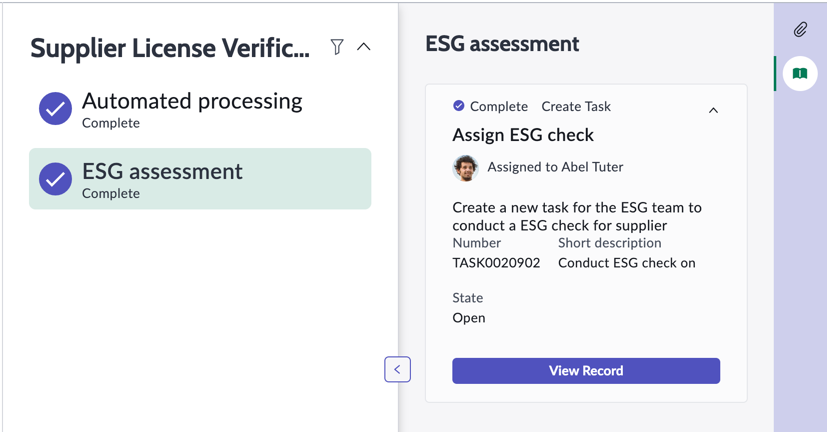 Supplier License Verific...
Automated processing
Complete
ESG assessment
Complete
ESG assessment
Complete Create Task
Assign ESG check
Assigned to Abel Tuter
Create a new task for the ESG team to
conduct a ESG check for supplier
Number Short description
TASK0020902 Conduct ESG check on
State
Open
View Record